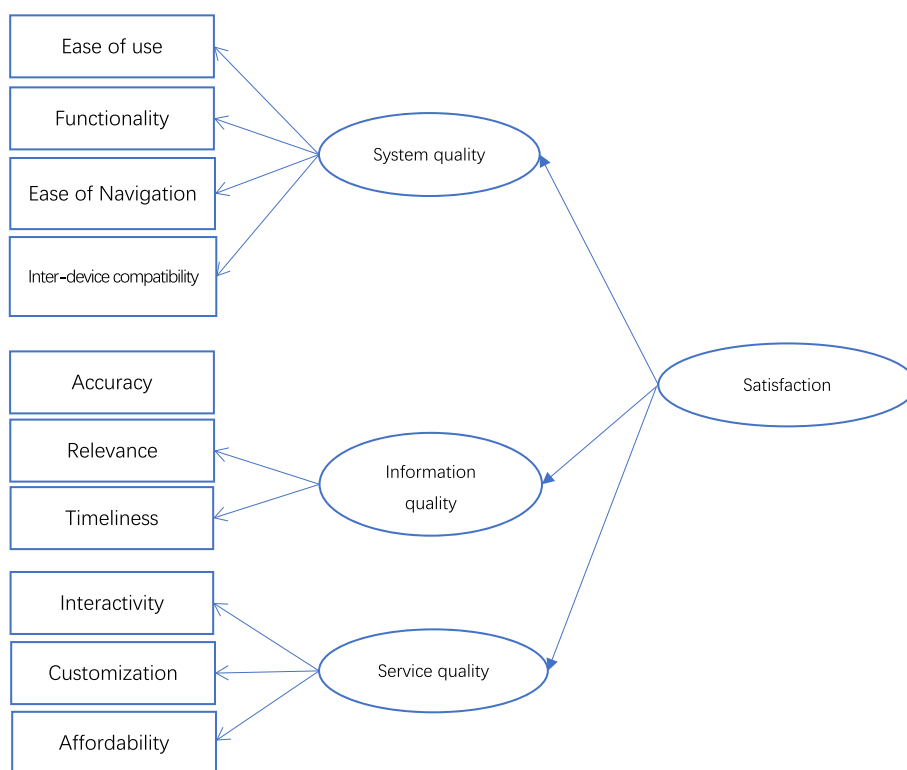 Ease of use
Functionality
Ease of Navigation
Inter-device compatibility
System quality
Accuracy
Relevance
Timeliness
Information
quality
Satisfaction
Interactivity
Customization
Affordability
Service quality